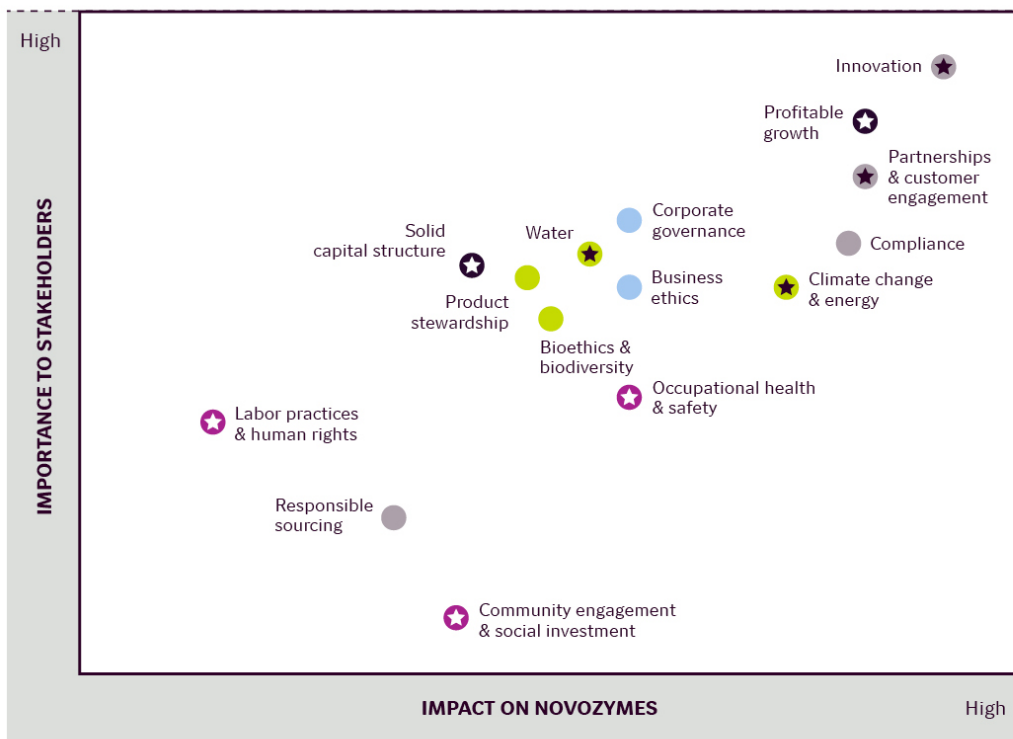 High
Innovation
Profitable
growth
Partnerships
& customer
engagement
Corporate
governance
Solid
capital structure
Water
Compliance
Business
ethics
Climate change
& energy
Product
stewardship
Bioethics &
biodiversity
Occupational health
& safety
Labor practices
& human rights
Responsible
sourcing
Community engagement
& social investment
IMPORTANCE TO STAKEHOLDERS
IMPACT ON NOVOZYMES
High